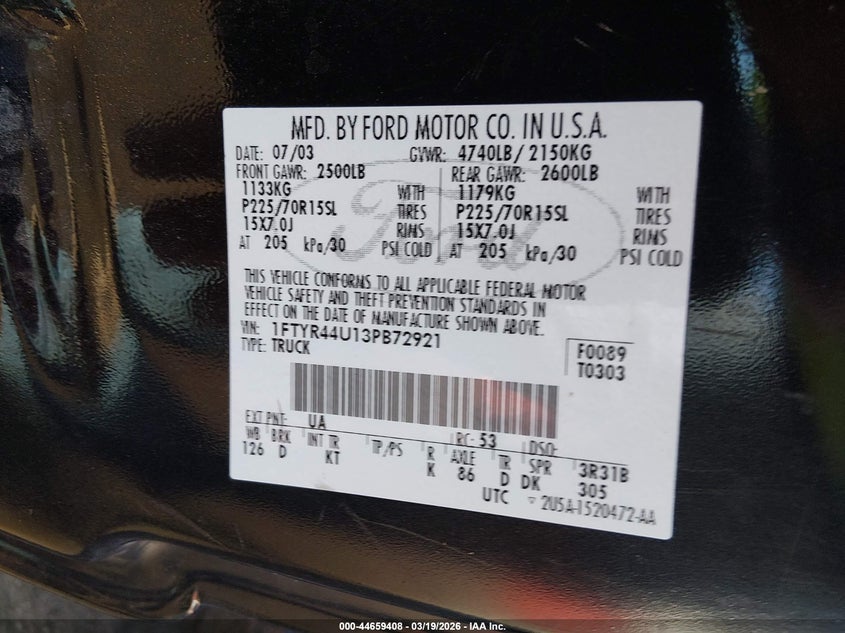 MFD. BY FORD MOTOR CO. IN U.S.A.
DATE: 07/03 GVWR: 4740LB/ 2150KG
FRONT GAWR: 2500LB REAR GAWR: 2600LB
1133KG WITH 1179KG WITH
P225/70R15SL TIRES P225/70R15SL TIRES
15X7.0J RIMS 15X7.0J RIMS
AT 205 kPa/30 PSI COLD AT 205 kPa/30 PSI COLD
Ford
THIS VEHICLE CONFORMS TO ALL APPLICABLE FEDERAL MOTOR
VEHICLE SAFETY AND THEFT PREVENTION STANDARDS IN
EFFECT ON THE DATE OF MANUFACTURE SHOWN ABOVE.
VIN: 1FTYR44U13PB72921
TYPE: TRUCK
F0089
T0303
EXT PNT: UA RC: 53 DSO:
WB BRK INT TR TP/PS R AXLE TR SPR 3R31B
126 D KT K 86 D DK 305
UTC ▽ 2U5A-1520472-AA
000-44659408 - 03/19/2026 - IAA Inc.